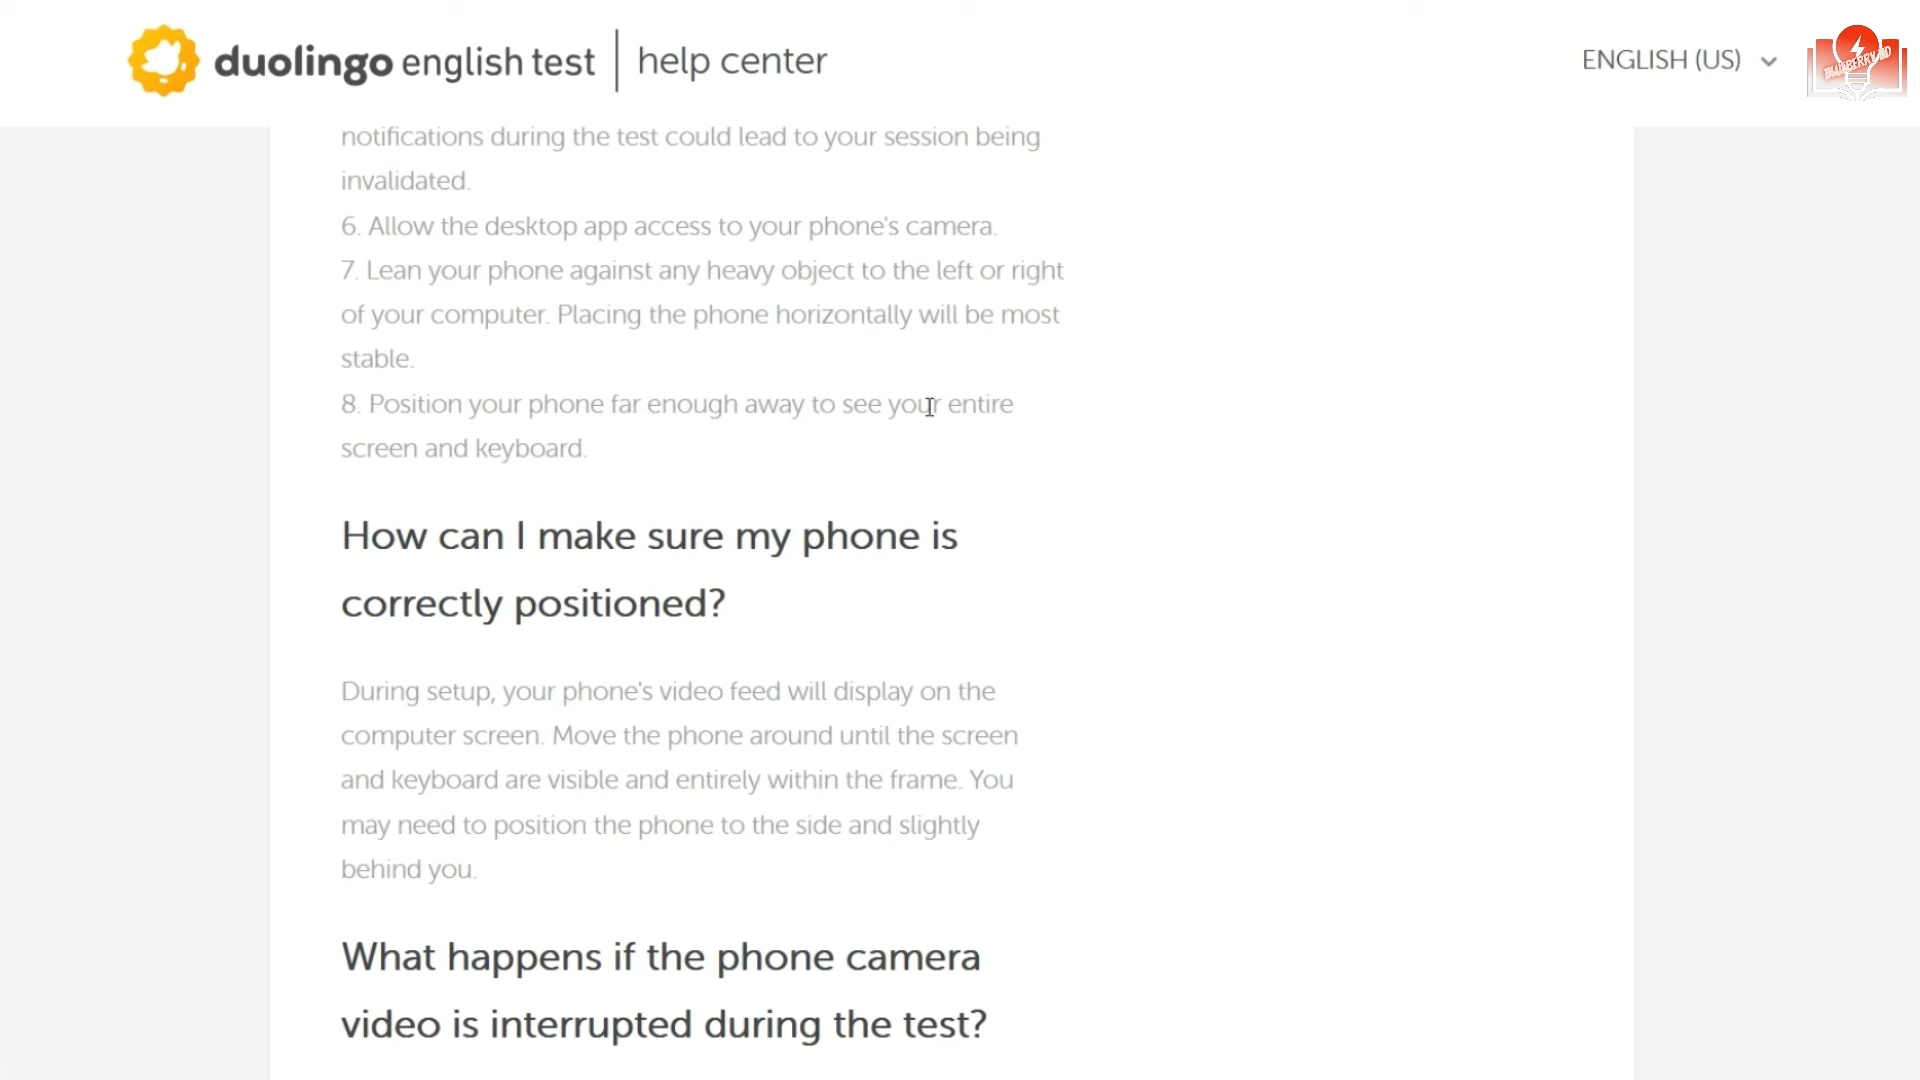 duolingo english test | help center
ENGLISH (US)
BLUEBERRY BD
notifications during the test could lead to your session being
invalidated.
6. Allow the desktop app access to your phone's camera.
7. Lean your phone against any heavy object to the left or right
of your computer. Placing the phone horizontally will be most
stable.
8. Position your phone far enough away to see your entire
screen and keyboard.
How can I make sure my phone is
correctly positioned?
During setup, your phone's video feed will display on the
computer screen. Move the phone around until the screen
and keyboard are visible and entirely within the frame. You
may need to position the phone to the side and slightly
behind you.
What happens if the phone camera
video is interrupted during the test?